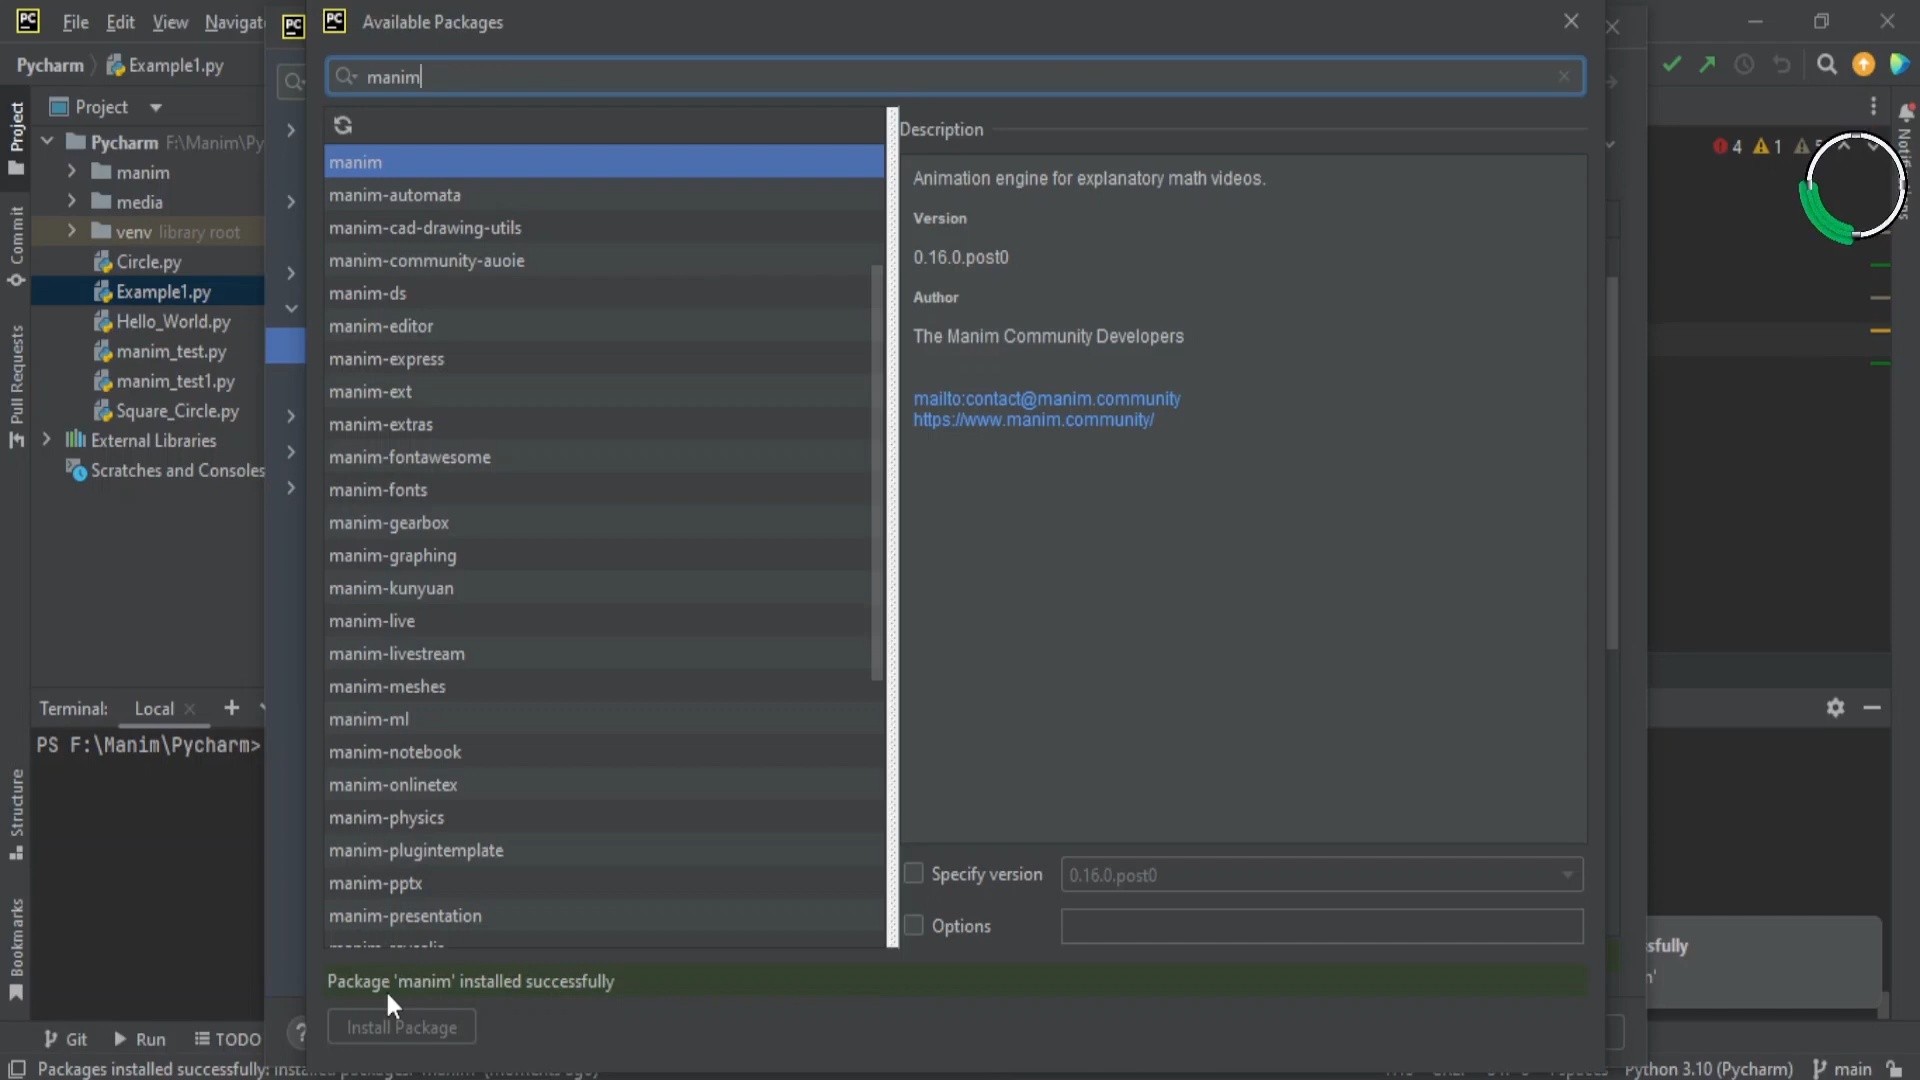 PC File Edit View Navigat
Pycharm Example1.py
Project
Pycharm F:\Manim\Py
manim
media
venv library root
Circle.py
Example1.py
Hello_World.py
manim_test.py
manim_test1.py
Square_Circle.py
External Libraries
Scratches and Consoles
Project
Commit
Pull Requests
Structure
Bookmarks
Terminal: Local
PS F:\Manim\Pycharm>
PC
PC Available Packages
manim
manim
manim-automata
manim-cad-drawing-utils
manim-community-auoie
manim-ds
manim-editor
manim-express
manim-ext
manim-extras
manim-fontawesome
manim-fonts
manim-gearbox
manim-graphing
manim-kunyuan
manim-live
manim-livestream
manim-meshes
manim-ml
manim-notebook
manim-onlinetex
manim-physics
manim-plugintemplate
manim-pptx
manim-presentation
Description
Animation engine for explanatory math videos.
Version
0.16.0.post0
Author
The Manim Community Developers
mailto:contact@manim.community
https://www.manim.community/
Specify version 0.16.0.post0
Options
Package 'manim' installed successfully
Install Package
4 1
sfully
Git Run TODO
Packages installed successfully:
Python 3.10 (Pycharm) main